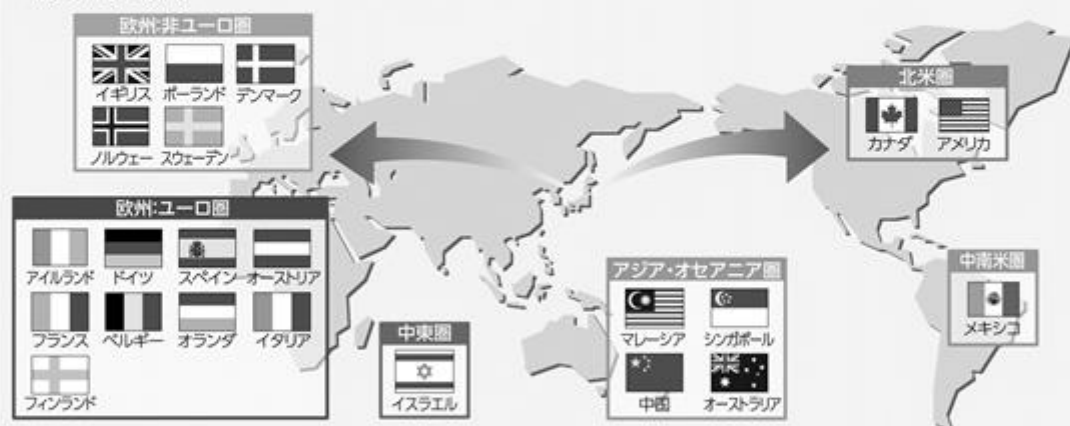 欧州:非ユーロ圏
イギリス ポーランド デンマーク
ノルウェー スウェーデン
欧州:ユーロ圏
アイルランド ドイツ スペイン オーストリア
フランス ベルギー オランダ イタリア
フィンランド
中東圏
イスラエル
アジア・オセアニア圏
マレーシア シンガポール
中国 オーストラリア
北米圏
カナダ アメリカ
中南米圏
メキシコ